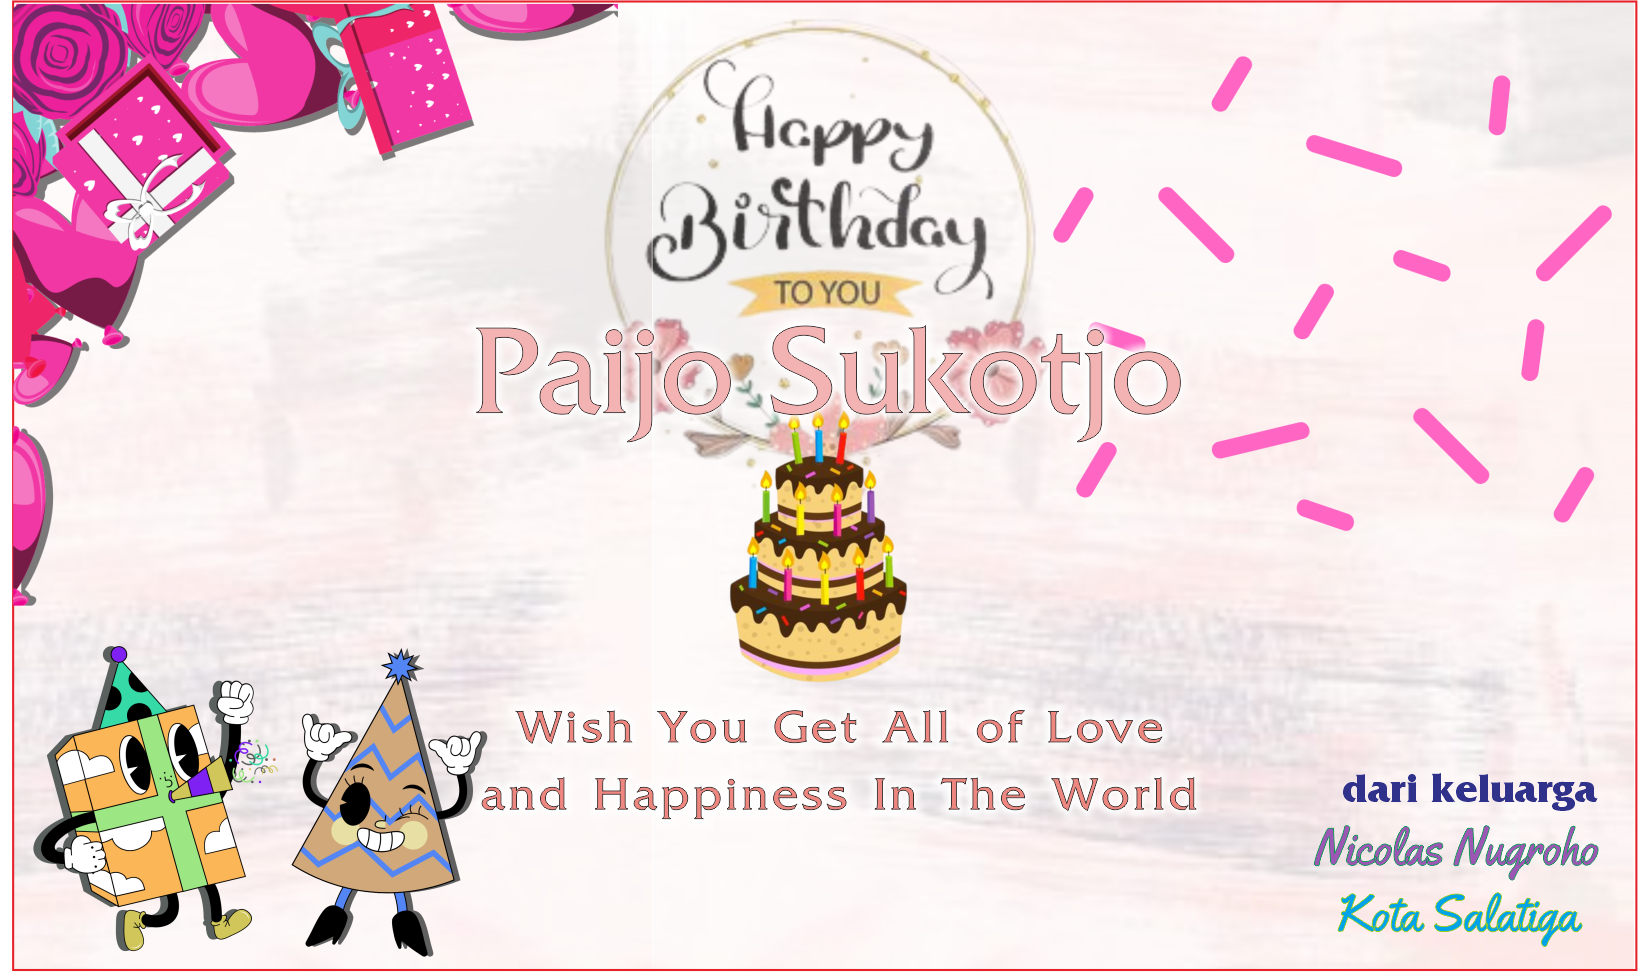 Happy
Birthday
TO YOU
Paijo Sukotjo
Wish You Get All of Love
and Happiness In The World
dari keluarga
Nicolas Nugroho
Kota Salatiga